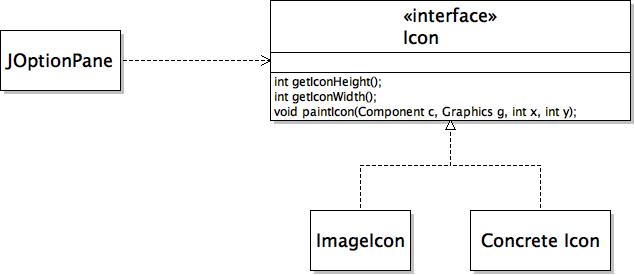 «interface»
Icon
JOptionPane
int getIconHeight();
int getIconWidth();
void paintIcon(Component c, Graphics g, int x, int y);
ImageIcon
Concrete Icon